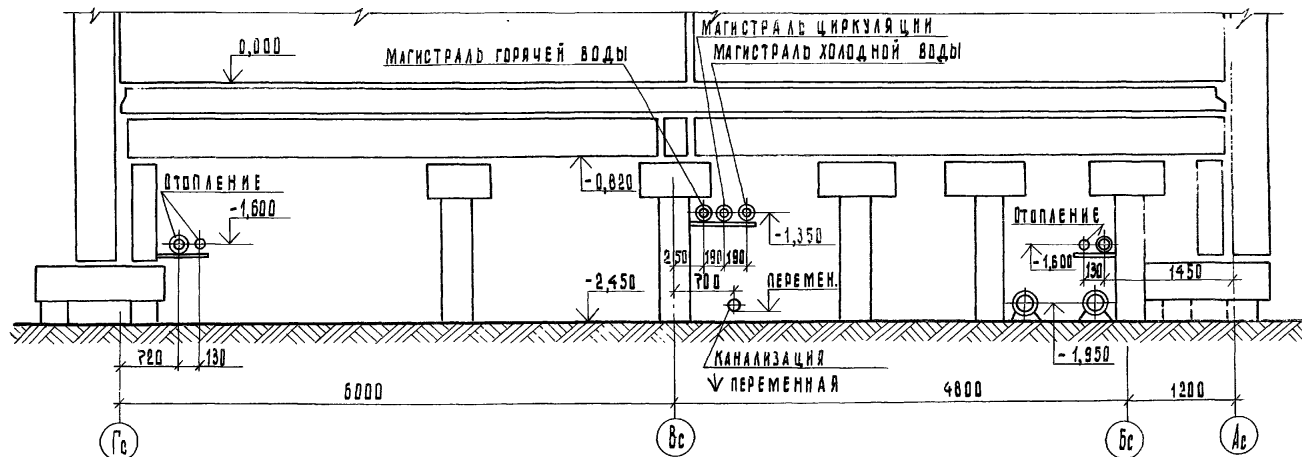 МАГИСТРАЛЬ ЦИРКУЛЯЦИИ
0,000
МАГИСТРАЛЬ ГОРЯЧЕЙ ВОДЫ
МАГИСТРАЛЬ ХОЛОДНОЙ ВОДЫ
ОТОПЛЕНИЕ
-0,820
-1,600
-1,350
ОТОПЛЕНИЕ
-1,600
250
190
190
130
1450
700
ПЕРЕМЕН.
-2,450
720
130
-1,950
КАНАЛИЗАЦИЯ
ПЕРЕМЕННАЯ
6000
4800
1200
Гс
Вс
Бс
Ас